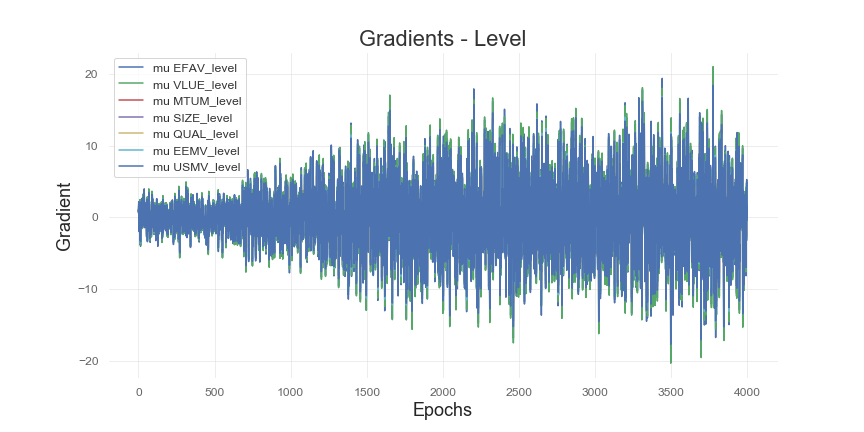 Gradients - Level
mu EFAV_level
mu VLUE_level
mu MTUM_level
mu SIZE_level
mu QUAL_level
mu EEMV_level
mu USMV_level
20
10
0
−10
−20
Gradient
0 500 1000 1500 2000 2500 3000 3500 4000
Epochs